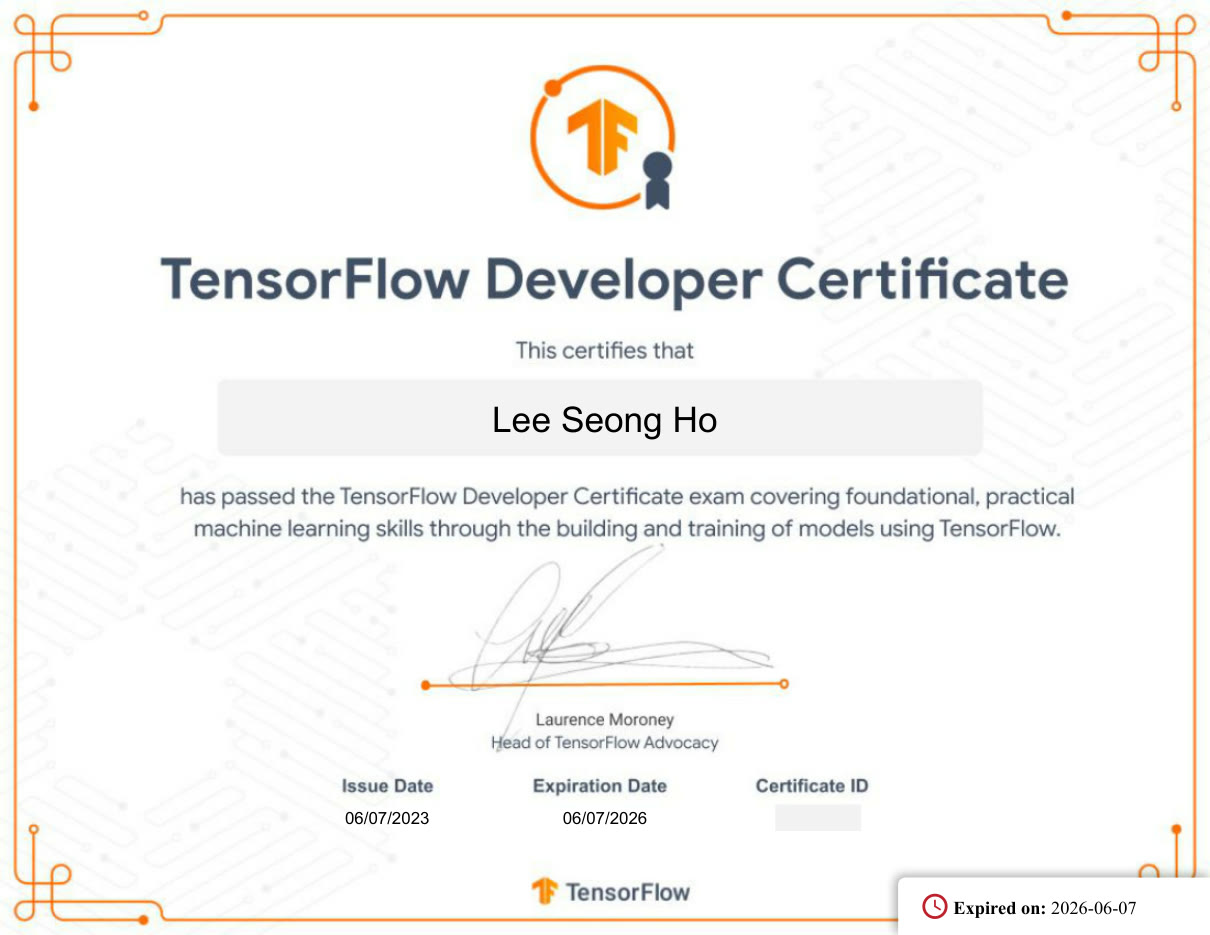 TensorFlow Developer Certificate
This certifies that
Lee Seong Ho
has passed the TensorFlow Developer Certificate exam covering foundational, practical
machine learning skills through the building and training of models using TensorFlow.
Laurence Moroney
Head of TensorFlow Advocacy
Issue Date Expiration Date Certificate ID
06/07/2023 06/07/2026
TensorFlow
Expired on: 2026-06-07